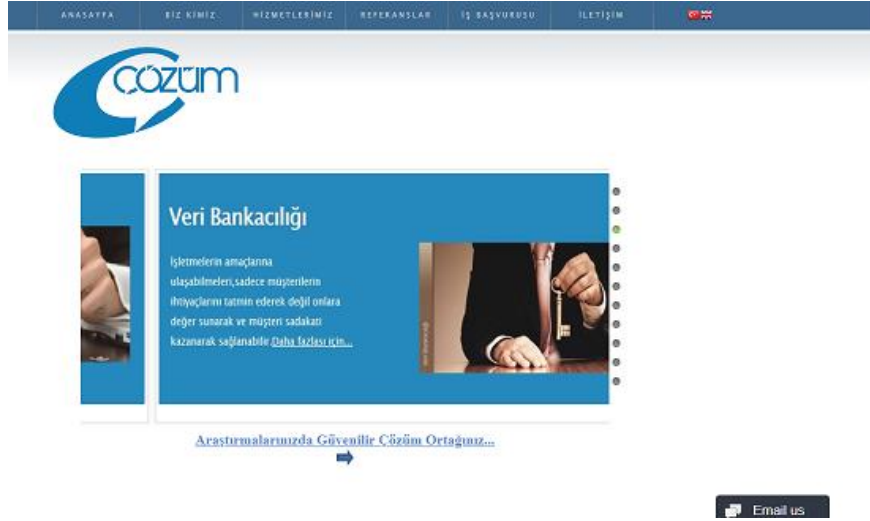 ANASAYFA BİZ KİMİZ HİZMETLERİMİZ REFERANSLAR İŞ BAŞVURUSU İLETİŞİM
çözüm
Veri Bankacılığı
İşletmelerin amaçlarına
ulaşabilmeleri,sadece müşterilerin
ihtiyaçlarını tatmin ederek değil onlara
değer sunarak ve müşteri sadakati
kazanarak sağlanabilir.Daha fazlası için...
Araştırmalarınızda Güvenilir Çözüm Ortağınız...
Email us